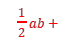 1/2 ab +